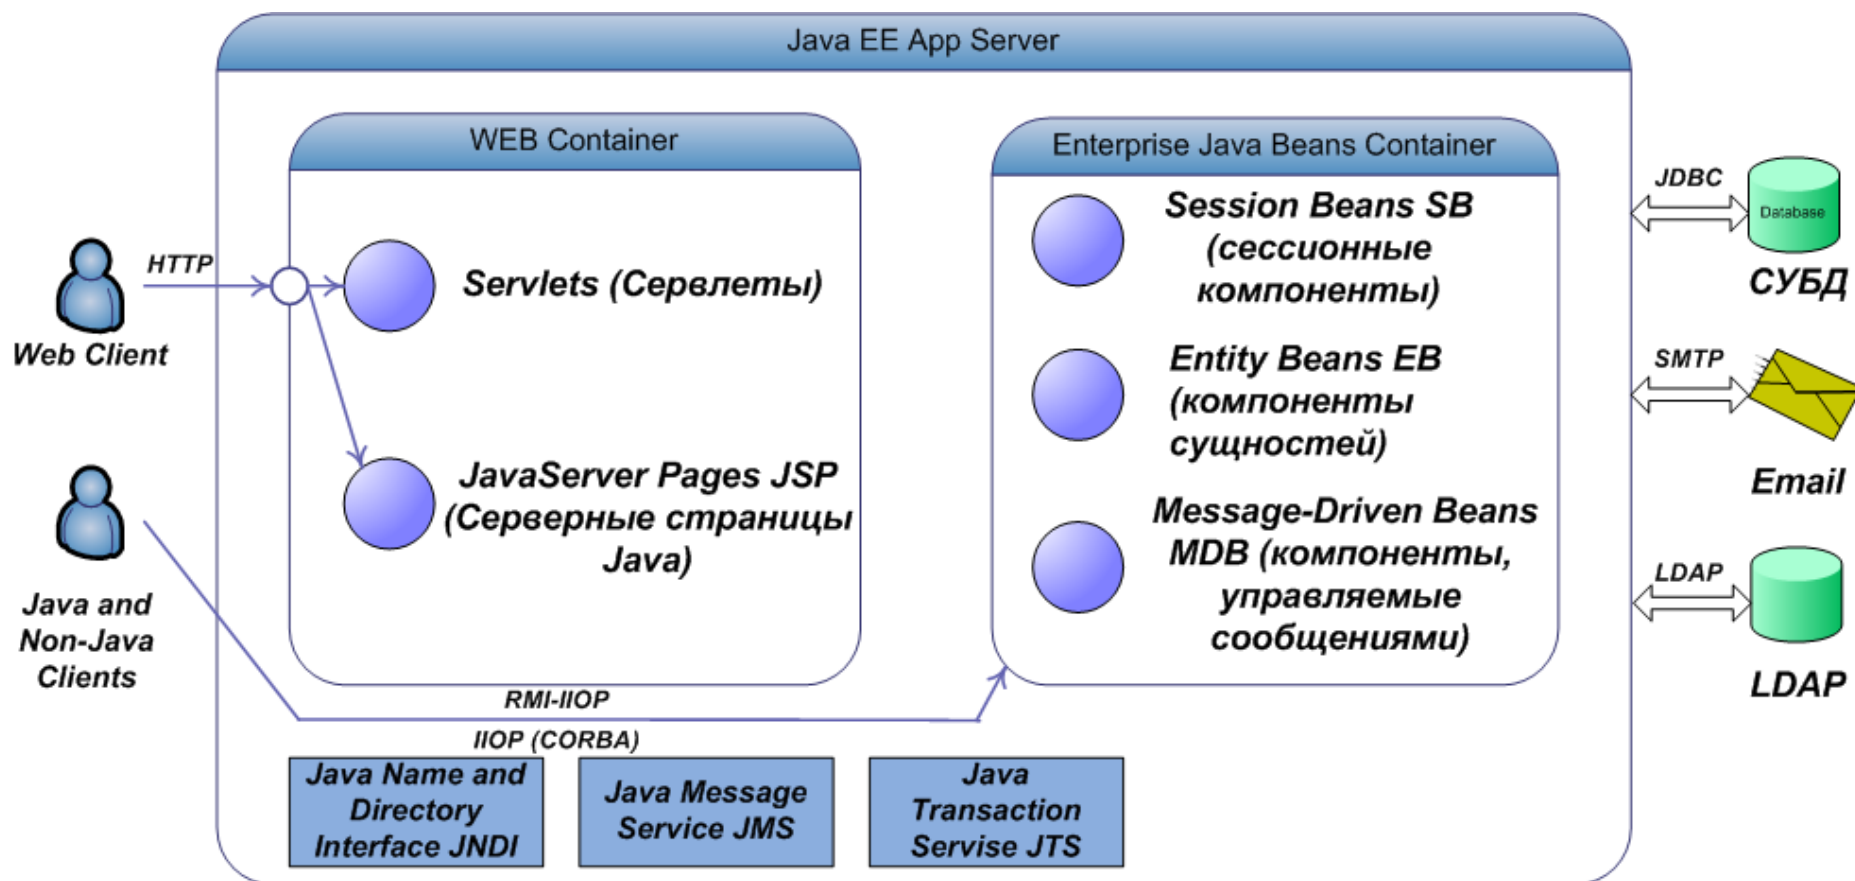 Java EE App Server
WEB Container
Enterprise Java Beans Container
HTTP
Web Client
Servlets (Сервлеты)
JavaServer Pages JSP
(Серверные страницы
Java)
Java and
Non-Java
Clients
Session Beans SB
(сессионные
компоненты)
Entity Beans EB
(компоненты
сущностей)
Message-Driven Beans
MDB (компоненты,
управляемые
сообщениями)
JDBC
Database
СУБД
SMTP
Email
LDAP
LDAP
RMI-IIOP
IIOP (CORBA)
Java Name and
Directory
Interface JNDI
Java Message
Service JMS
Java
Transaction
Servise JTS